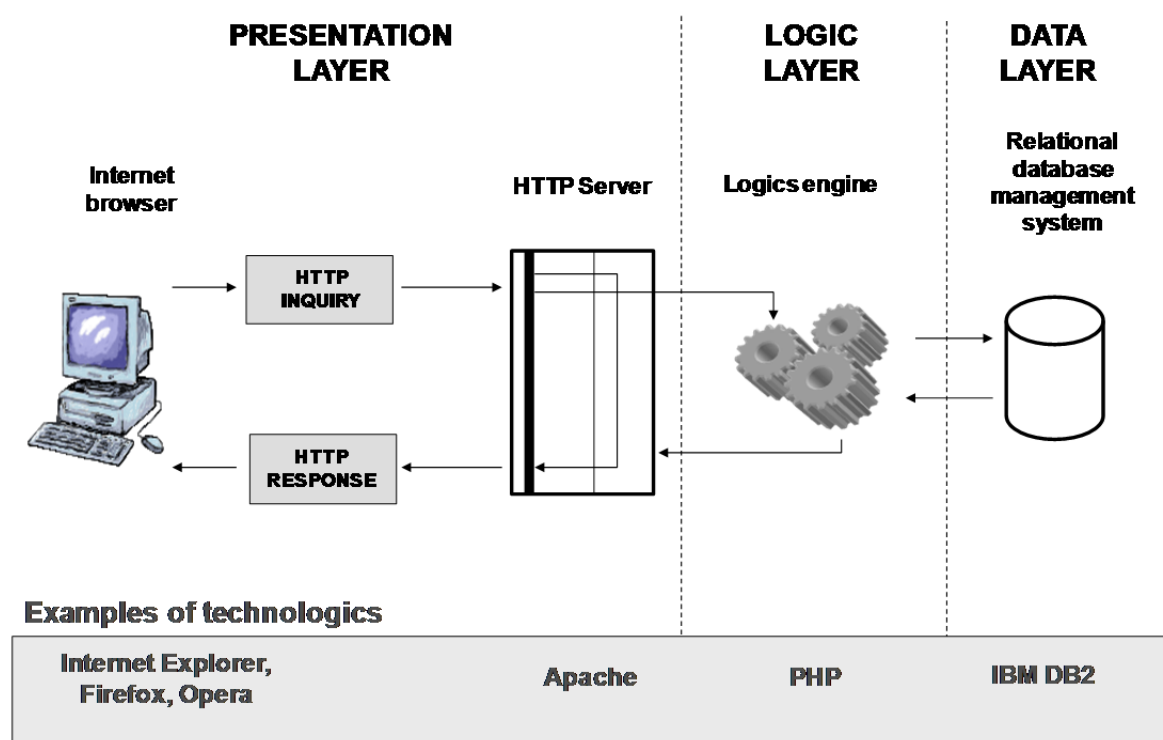 PRESENTATION
LAYER
LOGIC
LAYER
DATA
LAYER
Internet
browser
HTTP Server
Logics engine
Relational
database
management
system
HTTP
INQUIRY
HTTP
RESPONSE
Examples of technologics
Internet Explorer,
Firefox, Opera
Apache
PHP
IBM DB2